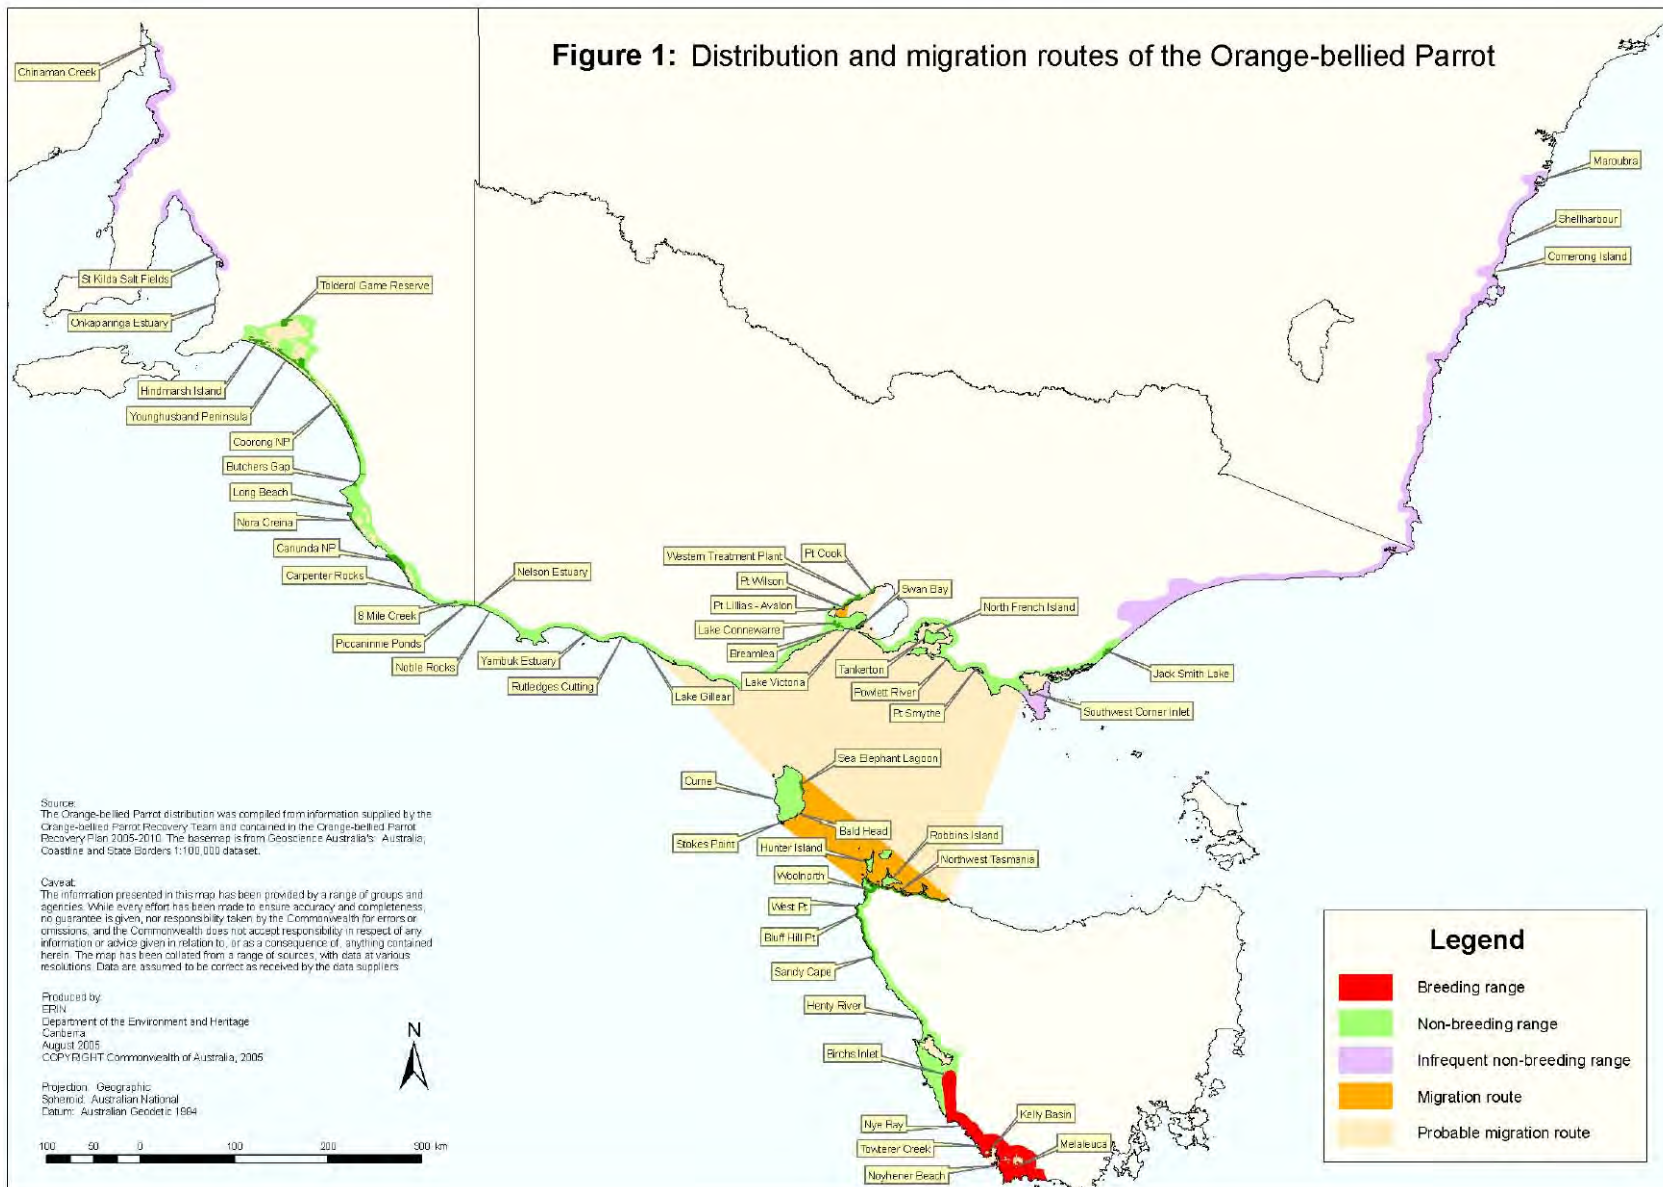 Figure 1: Distribution and migration routes of the Orange-bellied Parrot
Chinaman Creek
Maroubra
Shellharbour
Comerong Island
St Kilda Salt Fields
Tolderol Game Reserve
Onkaparinga Estuary
Hindmarsh Island
Younghusband Peninsula
Coorong NP
Butchers Gap
Long Beach
Nora Creina
Canunda NP
Carpenter Rocks
8 Mile Creek
Piccaninnie Ponds
Noble Rocks
Nelson Estuary
Yambuk Estuary
Rutledges Cutting
Lake Gillear
Western Treatment Plant
Pt Cook
Pt Wilson
Swan Bay
Pt Lillias - Avalon
North French Island
Lake Connewarre
Breamlea
Lake Victoria
Tankerton
Powlett River
Pt Smythe
Jack Smith Lake
Southwest Corner Inlet
Sea Elephant Lagoon
Currie
Stokes Point
Bald Head
Robbins Island
Hunter Island
Northwest Tasmania
Woolnorth
West Pt
Bluff Hill Pt
Sandy Cape
Henty River
Birchs Inlet
Nye Bay
Kelly Basin
Towterer Creek
Melaleuca
Noyhener Beach
Source:
The Orange-bellied Parrot distribution was compiled from information supplied by the
Orange-bellied Parrot Recovery Team and contained in the Orange-bellied Parrot
Recovery Plan 2005-2010. The basemap is from Geoscience Australia's: Australia,
Coastline and State Borders 1:100,000 dataset.
Caveat:
The information presented in this map has been provided by a range of groups and
agencies. While every effort has been made to ensure accuracy and completeness,
no guarantee is given, nor responsibility taken by the Commonwealth for errors or
omissions, and the Commonwealth does not accept responsibility in respect of any
information or advice given in relation to, or as a consequence of, anything contained
herein. The map has been collated from a range of sources, with data at various
resolutions. Data are assumed to be correct as received by the data suppliers.
Produced by:
ERIN
Department of the Environment and Heritage
Canberra
August 2005
COPYRIGHT Commonwealth of Australia, 2005
Projection: Geographic
Spheroid: Australian National
Datum: Australian Geodetic 1984
N
100 50 0 100 200 300 km
Legend
Breeding range
Non-breeding range
Infrequent non-breeding range
Migration route
Probable migration route